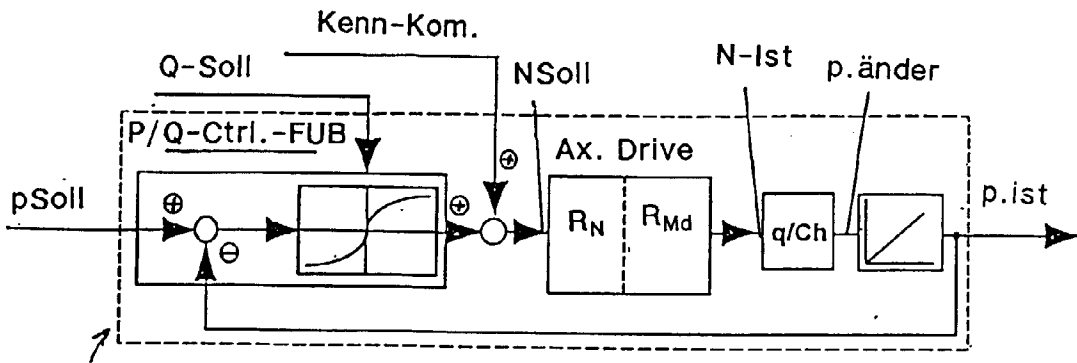 Kenn-Kom.
Q-Soll
NSoll
N-Ist
p.änder
P/Q-Ctrl.-FUB
Ax. Drive
pSoll
⊕
⊖
⊕
⊕
R_N
R_Md
q/Ch
p.ist